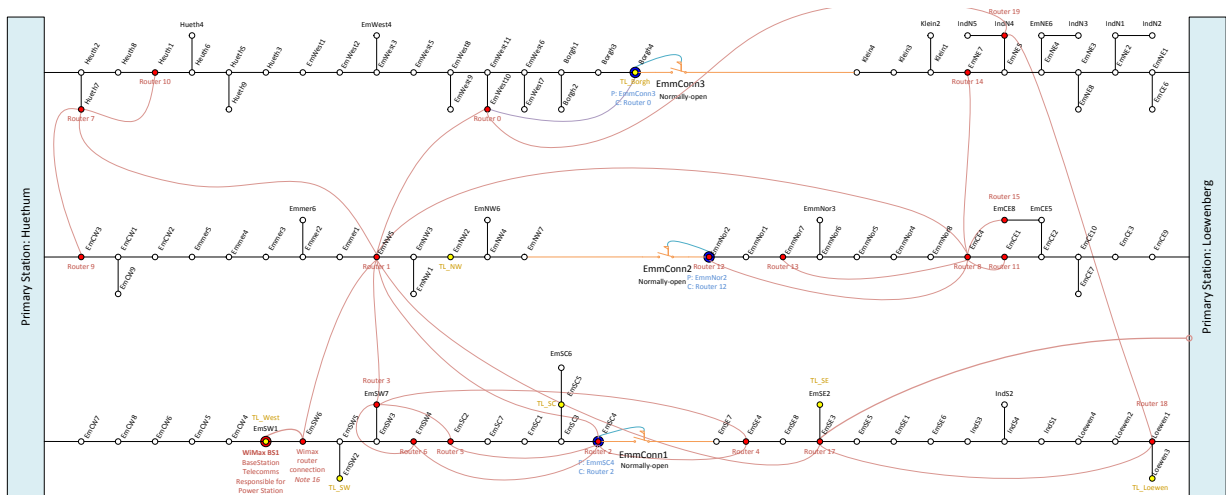 Primary Station: Huethum
Primary Station: Loewenberg
Router 19
Hueth4
EmWest4
Klein2
IndN5
IndN4
EmNE6
IndN3
IndN1
IndN2
Heuth2
Heuth8
Heuth1
Hueth6
Hueth5
Hueth3
EmWest1
EmWest2
EmWest3
EmWest5
EmWest8
EmWest11
EmWest6
Borgh1
Borgh3
Borgh4
Klein4
Klein3
Klein1
EmNE7
EmNE5
EmNE4
EmNE3
EmNE2
EmNE1
Router 10
TL_Borgh
EmmConn3
Normally-open
P: EmmConn3
C: Router 0
Router 14
Hueth7
Hueth9
EmWest9
EmWest10
EmWest7
Borgh2
EmNE8
EmCE6
Router 7
Router 0
Router 15
Emmer6
EmNW6
EmmNor3
EmCE8
EmCE5
EmCW3
EmCW1
EmCW2
Emmer5
Emmer4
Emmer3
Emmer2
Emmer1
EmNW5
EmNW3
EmNW2
EmNW4
EmNW7
EmmNor2
EmmNor1
EmmNor7
EmmNor6
EmmNor5
EmmNor4
EmmNor8
EmCE4
EmCE1
EmCE2
EmCE10
EmCE3
EmCE9
Router 9
Router 1
TL_NW
EmmConn2
Normally-open
Router 12
P: EmmNor2
C: Router 12
Router 13
Router 8
Router 11
EmCW9
EmNW1
EmCE7
EmSC6
Router 3
TL_SE
EmSW7
EmSE2
IndS2
TL_West
EmSW1
TL_SC
EmSC5
Router 18
EmCW7
EmCW8
EmCW6
EmCW5
EmCW4
EmSW6
EmSW5
EmSW3
EmSW4
EmSC2
EmSC7
EmSC1
EmSC3
EmSC4
EmSE7
EmSE4
EmSE8
EmSE3
EmSE5
EmSE1
EmSE6
IndS3
IndS4
IndS1
Loewen4
Loewen2
Loewen1
WiMax BS1
BaseStation
Telecomms
Responsible for
Power Station
Wimax
router
connection
Note 16
EmSW2
TL_SW
Router 6
Router 5
Router 2
P: EmmSC4
C: Router 2
EmmConn1
Normally-open
Router 4
Router 17
Loewen3
TL_Loewen